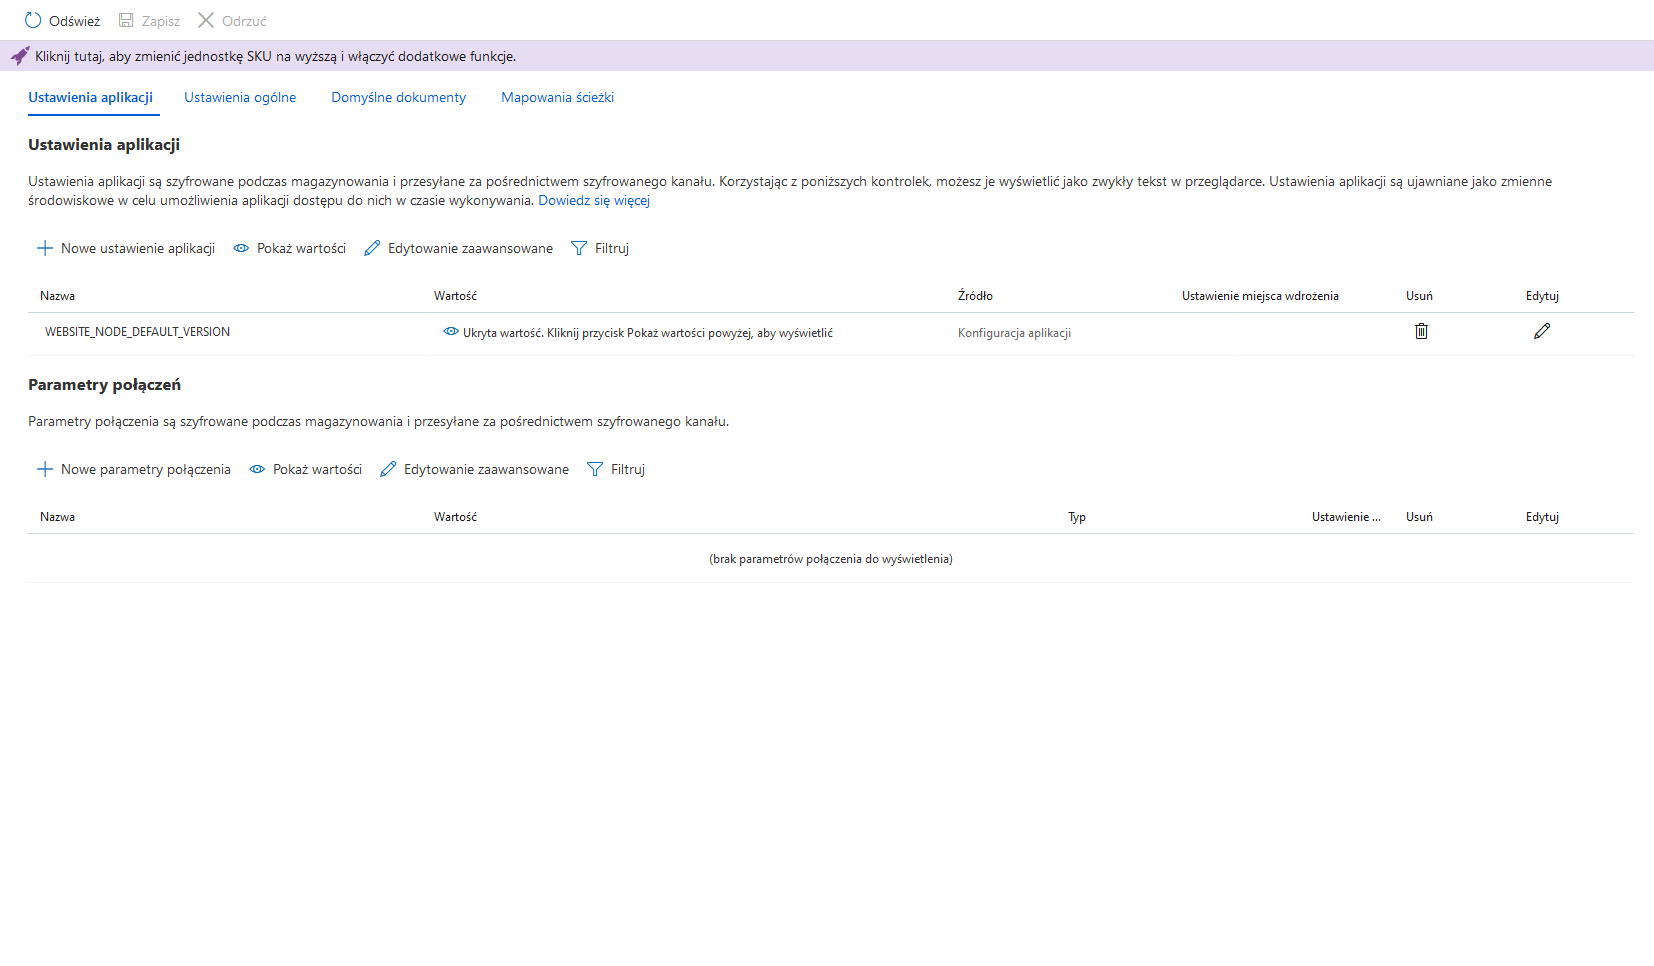 Odśwież Zapisz Odrzuć
Kliknij tutaj, aby zmienić jednostkę SKU na wyższą i włączyć dodatkowe funkcje.
Ustawienia aplikacji Ustawienia ogólne Domyślne dokumenty Mapowania ścieżki
Ustawienia aplikacji
Ustawienia aplikacji są szyfrowane podczas magazynowania i przesyłane za pośrednictwem szyfrowanego kanału. Korzystając z poniższych kontrolek, możesz je wyświetlić jako zwykły tekst w przeglądarce. Ustawienia aplikacji są ujawniane jako zmienne
środowiskowe w celu umożliwienia aplikacji dostępu do nich w czasie wykonywania. Dowiedz się więcej
Nowe ustawienie aplikacji Pokaż wartości Edytowanie zaawansowane Filtruj
Nazwa Wartość Źródło Ustawienie miejsca wdrożenia Usuń Edytuj
WEBSITE_NODE_DEFAULT_VERSION Ukryta wartość. Kliknij przycisk Pokaż wartości powyżej, aby wyświetlić Konfiguracja aplikacji
Parametry połączeń
Parametry połączenia są szyfrowane podczas magazynowania i przesyłane za pośrednictwem szyfrowanego kanału.
Nowe parametry połączenia Pokaż wartości Edytowanie zaawansowane Filtruj
Nazwa Wartość Typ Ustawienie ... Usuń Edytuj
(brak parametrów połączenia do wyświetlenia)